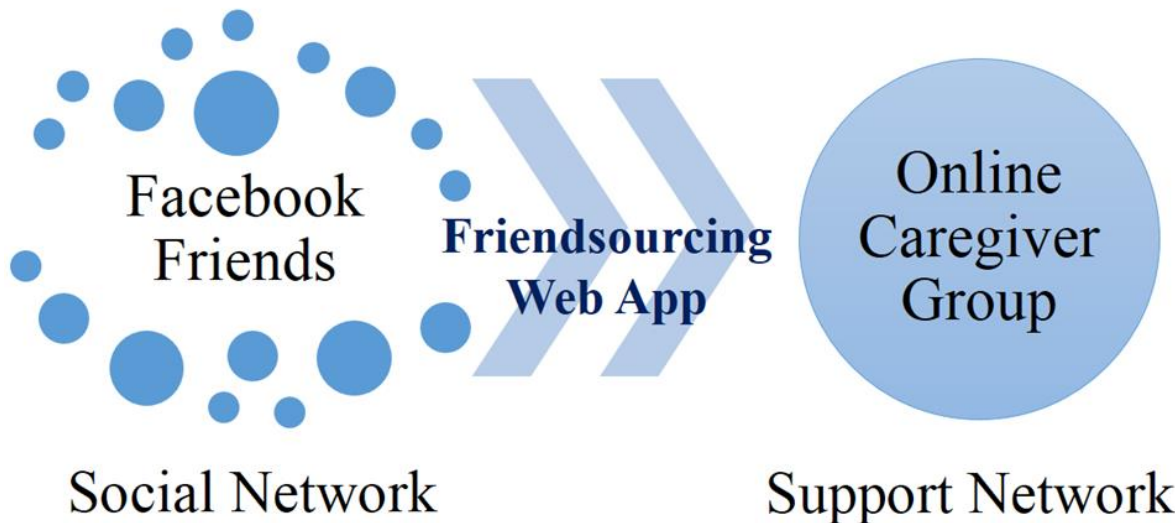 Facebook
Friends
Friendsourcing
Web App
Online
Caregiver
Group
Social Network
Support Network